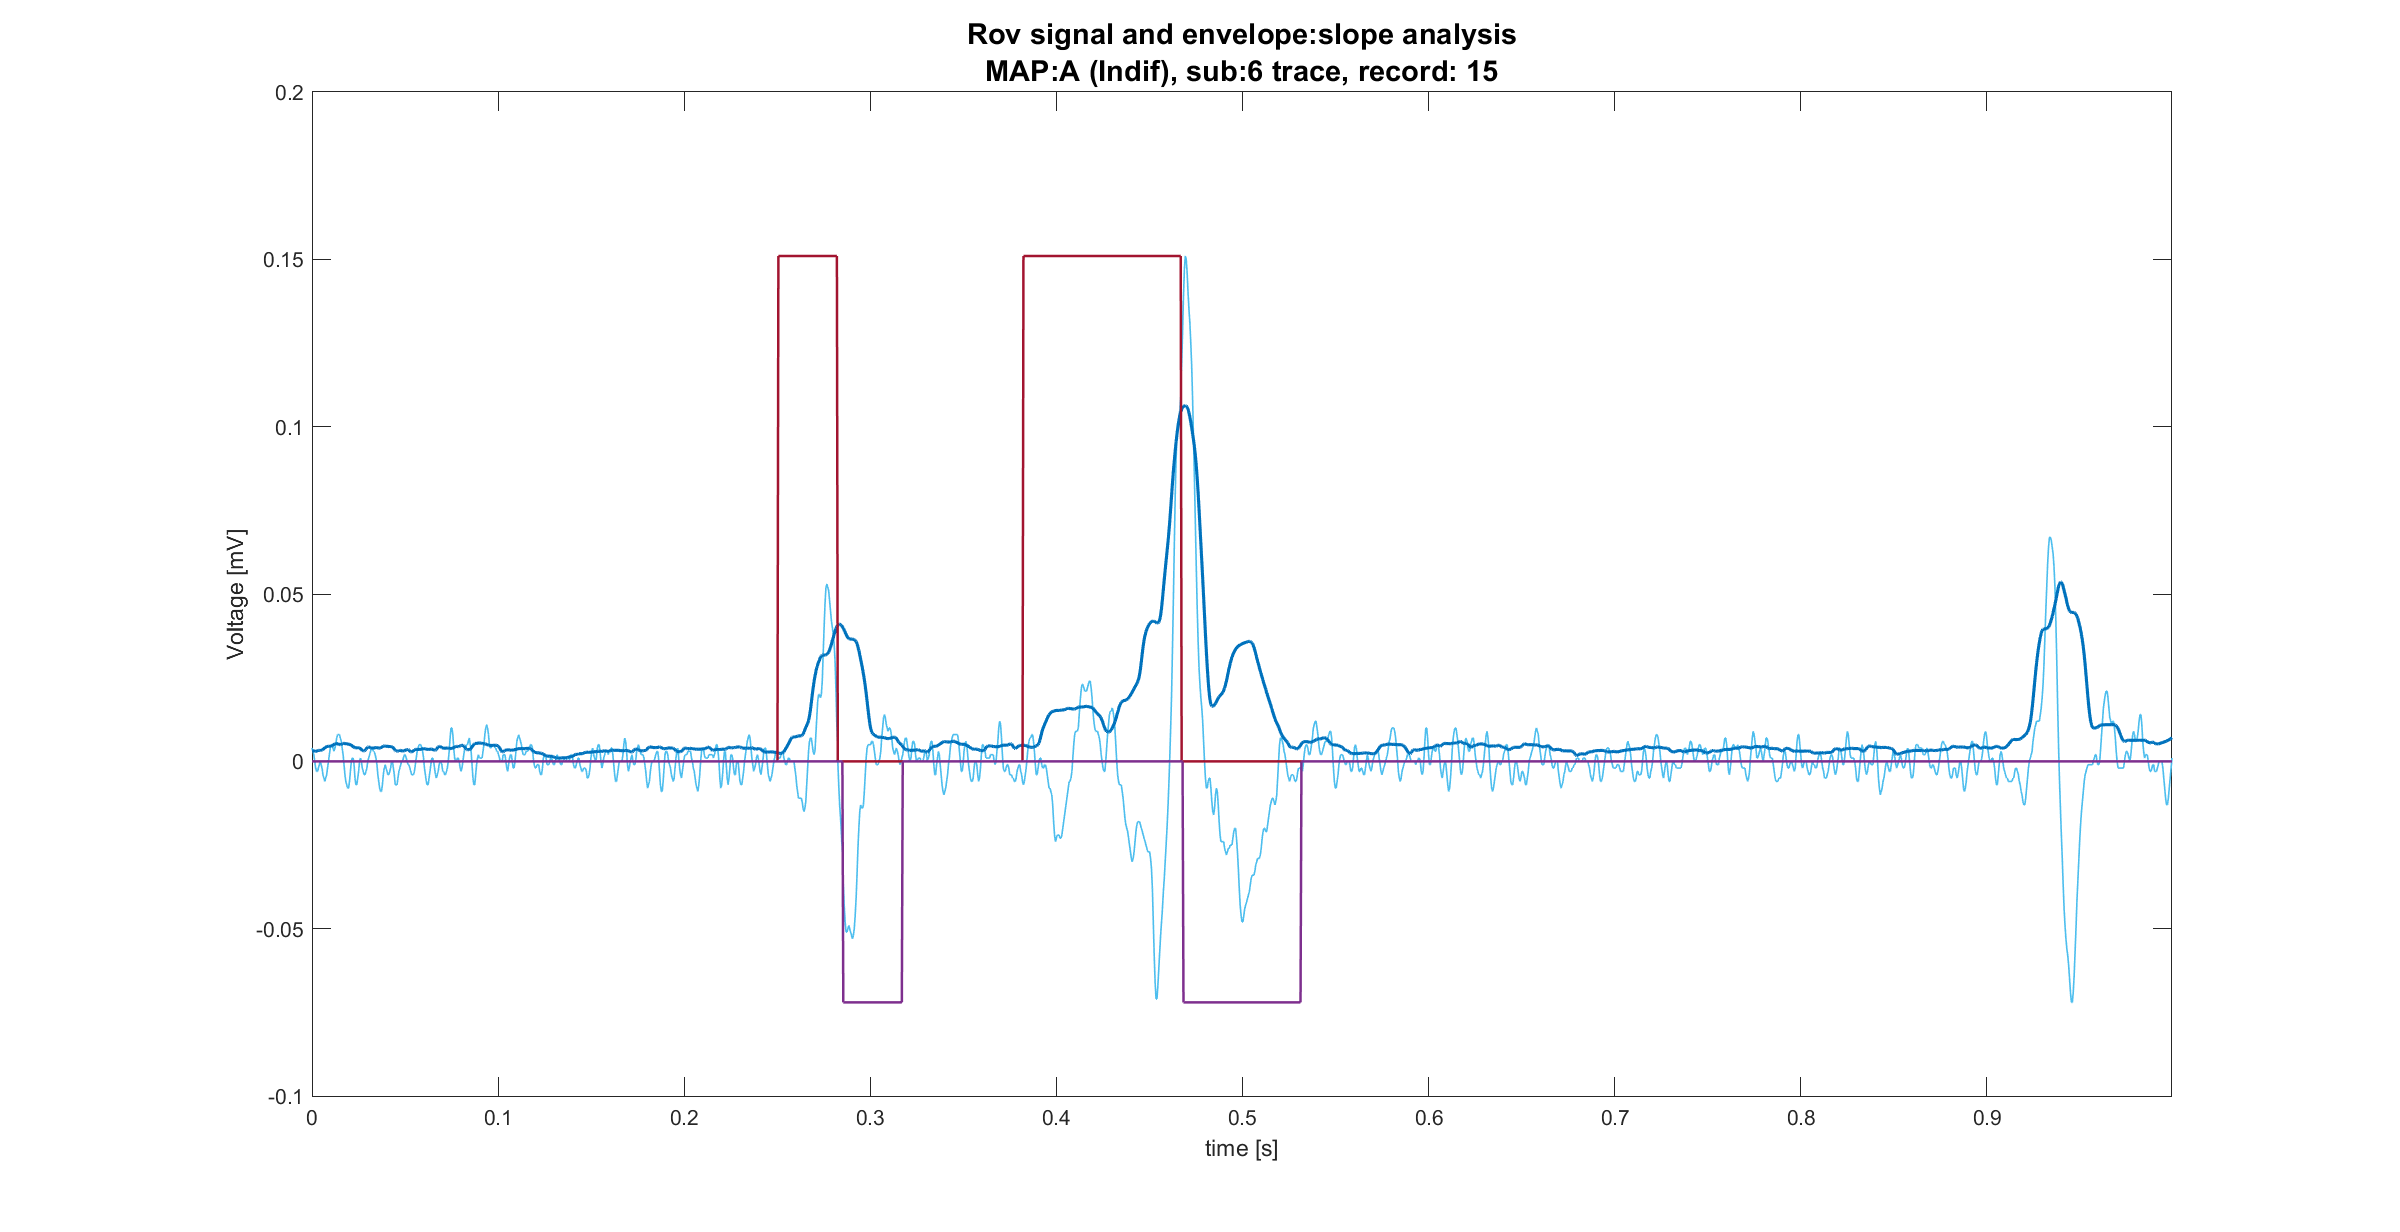 Rov signal and envelope:slope analysis
MAP:A (Indif), sub:6 trace, record: 15
0.2
0.15
0.1
0.05
0
-0.05
-0.1
Voltage [mV]
0 0.1 0.2 0.3 0.4 0.5 0.6 0.7 0.8 0.9
time [s]